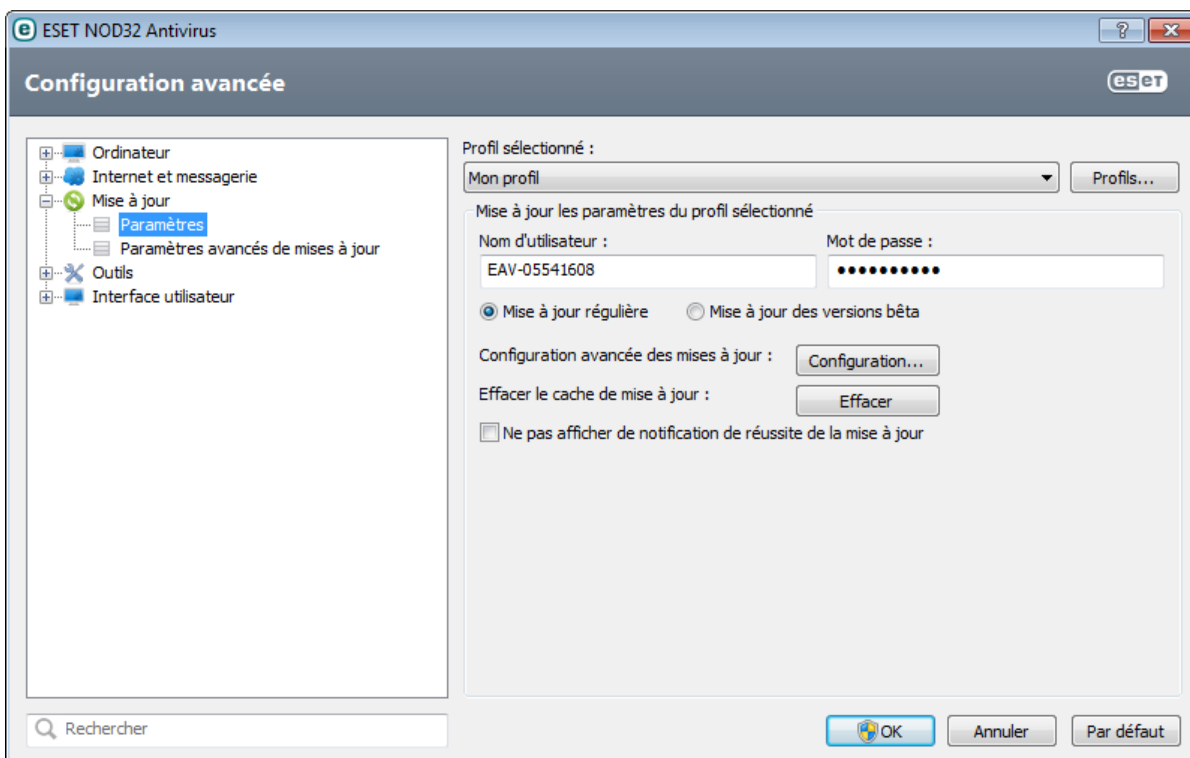 ESET NOD32 Antivirus
Configuration avancée
eseT
Ordinateur
Internet et messagerie
Mise à jour
Paramètres
Paramètres avancés de mises à jour
Outils
Interface utilisateur
Profil sélectionné :
Mon profil
Profils...
Mise à jour les paramètres du profil sélectionné
Nom d'utilisateur :
Mot de passe :
EAV-05541608
●●●●●●●●●●
Mise à jour régulière
Mise à jour des versions bêta
Configuration avancée des mises à jour :
Configuration...
Effacer le cache de mise à jour :
Effacer
Ne pas afficher de notification de réussite de la mise à jour
Rechercher
OK
Annuler
Par défaut